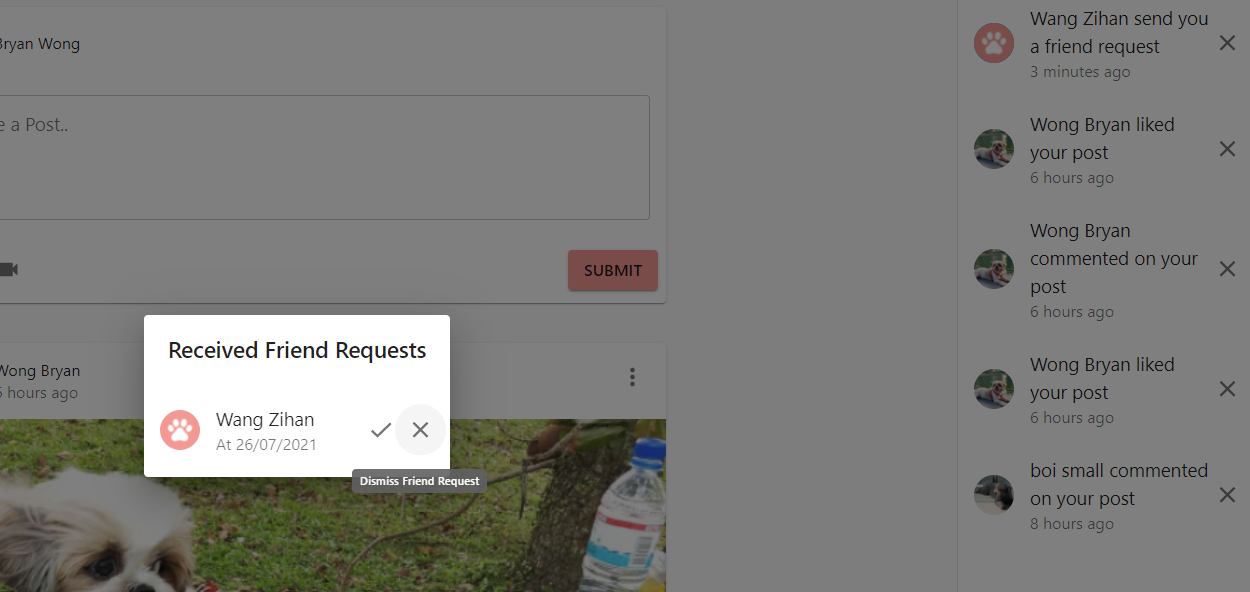 Bryan Wong
e a Post..
SUBMIT
Wong Bryan
6 hours ago
Received Friend Requests
Wang Zihan
At 26/07/2021
Dismiss Friend Request
Wang Zihan send you
a friend request
3 minutes ago
Wong Bryan liked
your post
6 hours ago
Wong Bryan
commented on your
post
6 hours ago
Wong Bryan liked
your post
6 hours ago
boi small commented
on your post
8 hours ago